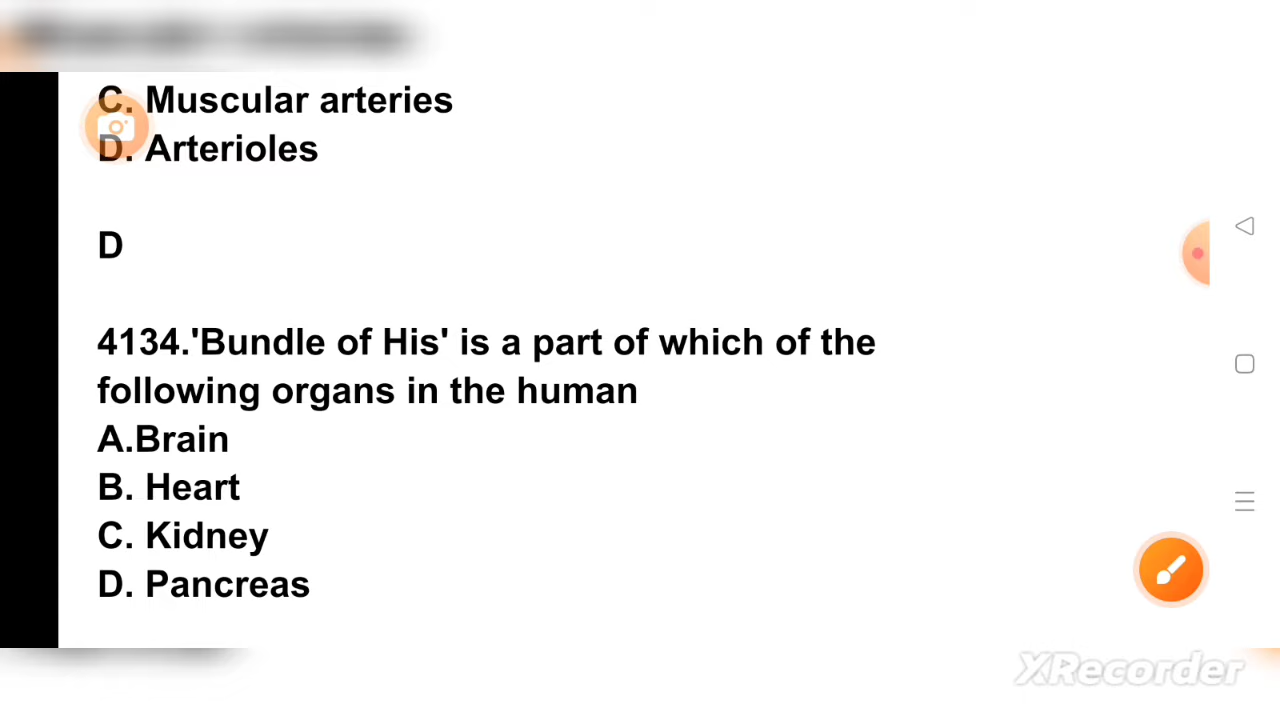 C. Muscular arteries
D. Arterioles
D
4134.'Bundle of His' is a part of which of the
following organs in the human
A.Brain
B. Heart
C. Kidney
D. Pancreas
XRecorder